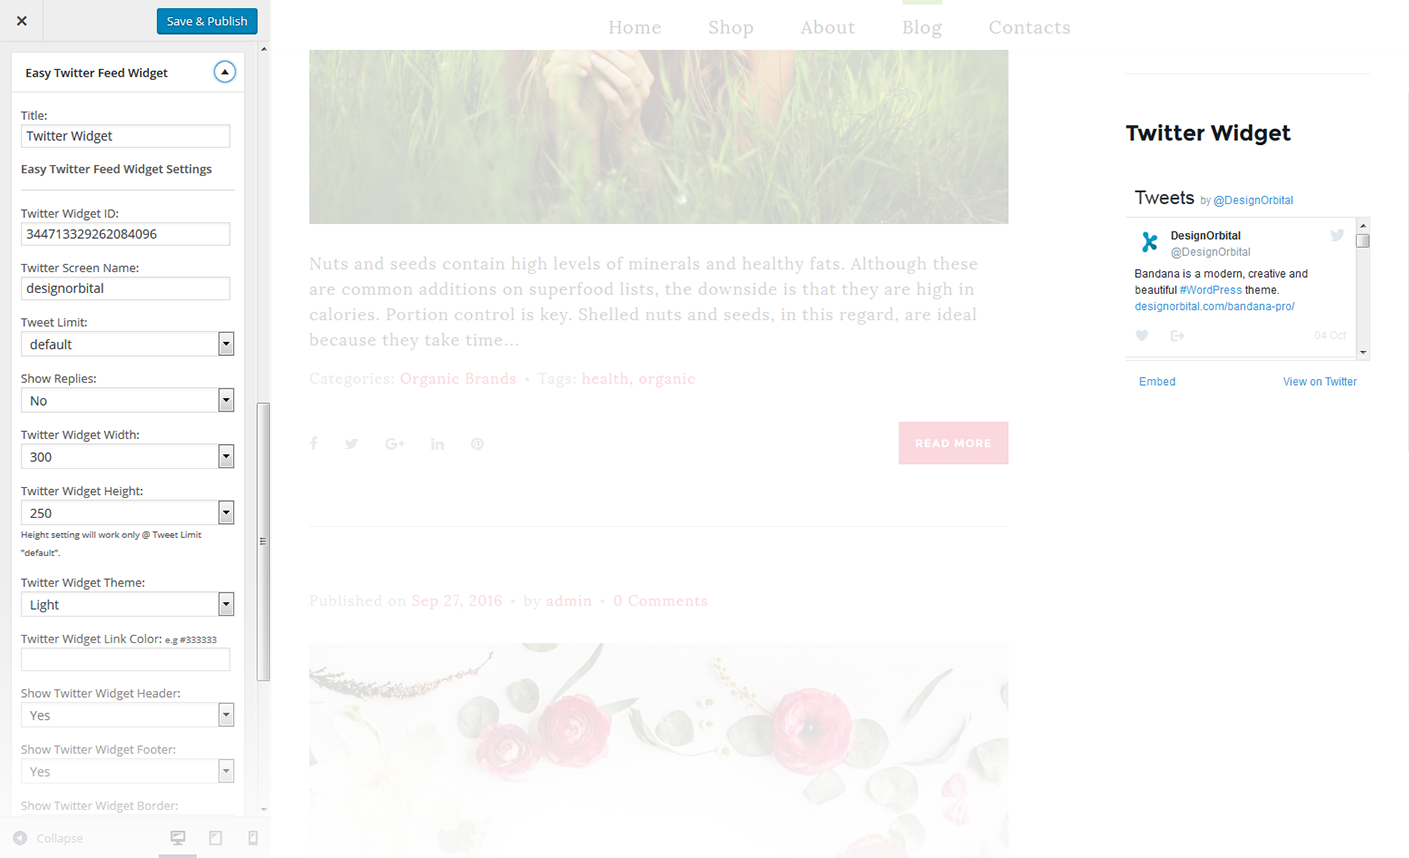 Save & Publish
Easy Twitter Feed Widget
Title:
Twitter Widget
Easy Twitter Feed Widget Settings
Twitter Widget ID:
344713329262084096
Twitter Screen Name:
designorbital
Tweet Limit:
default
Show Replies:
No
Twitter Widget Width:
300
Twitter Widget Height:
250
Height setting will work only @ Tweet Limit
"default".
Twitter Widget Theme:
Light
Twitter Widget Link Color: e.g #333333
Show Twitter Widget Header:
Yes
Show Twitter Widget Footer:
Yes
Show Twitter Widget Border:
Collapse
Home Shop About Blog Contacts
Nuts and seeds contain high levels of minerals and healthy fats. Although these
are common additions on superfood lists, the downside is that they are high in
calories. Portion control is key. Shelled nuts and seeds, in this regard, are ideal
because they take time...
Categories: Organic Brands • Tags: health, organic
READ MORE
Published on Sep 27, 2016 • by admin • 0 Comments
Twitter Widget
Tweets by @DesignOrbital
DesignOrbital
@DesignOrbital
Bandana is a modern, creative and
beautiful #WordPress theme.
designorbital.com/bandana-pro/
04 Oct
Embed View on Twitter